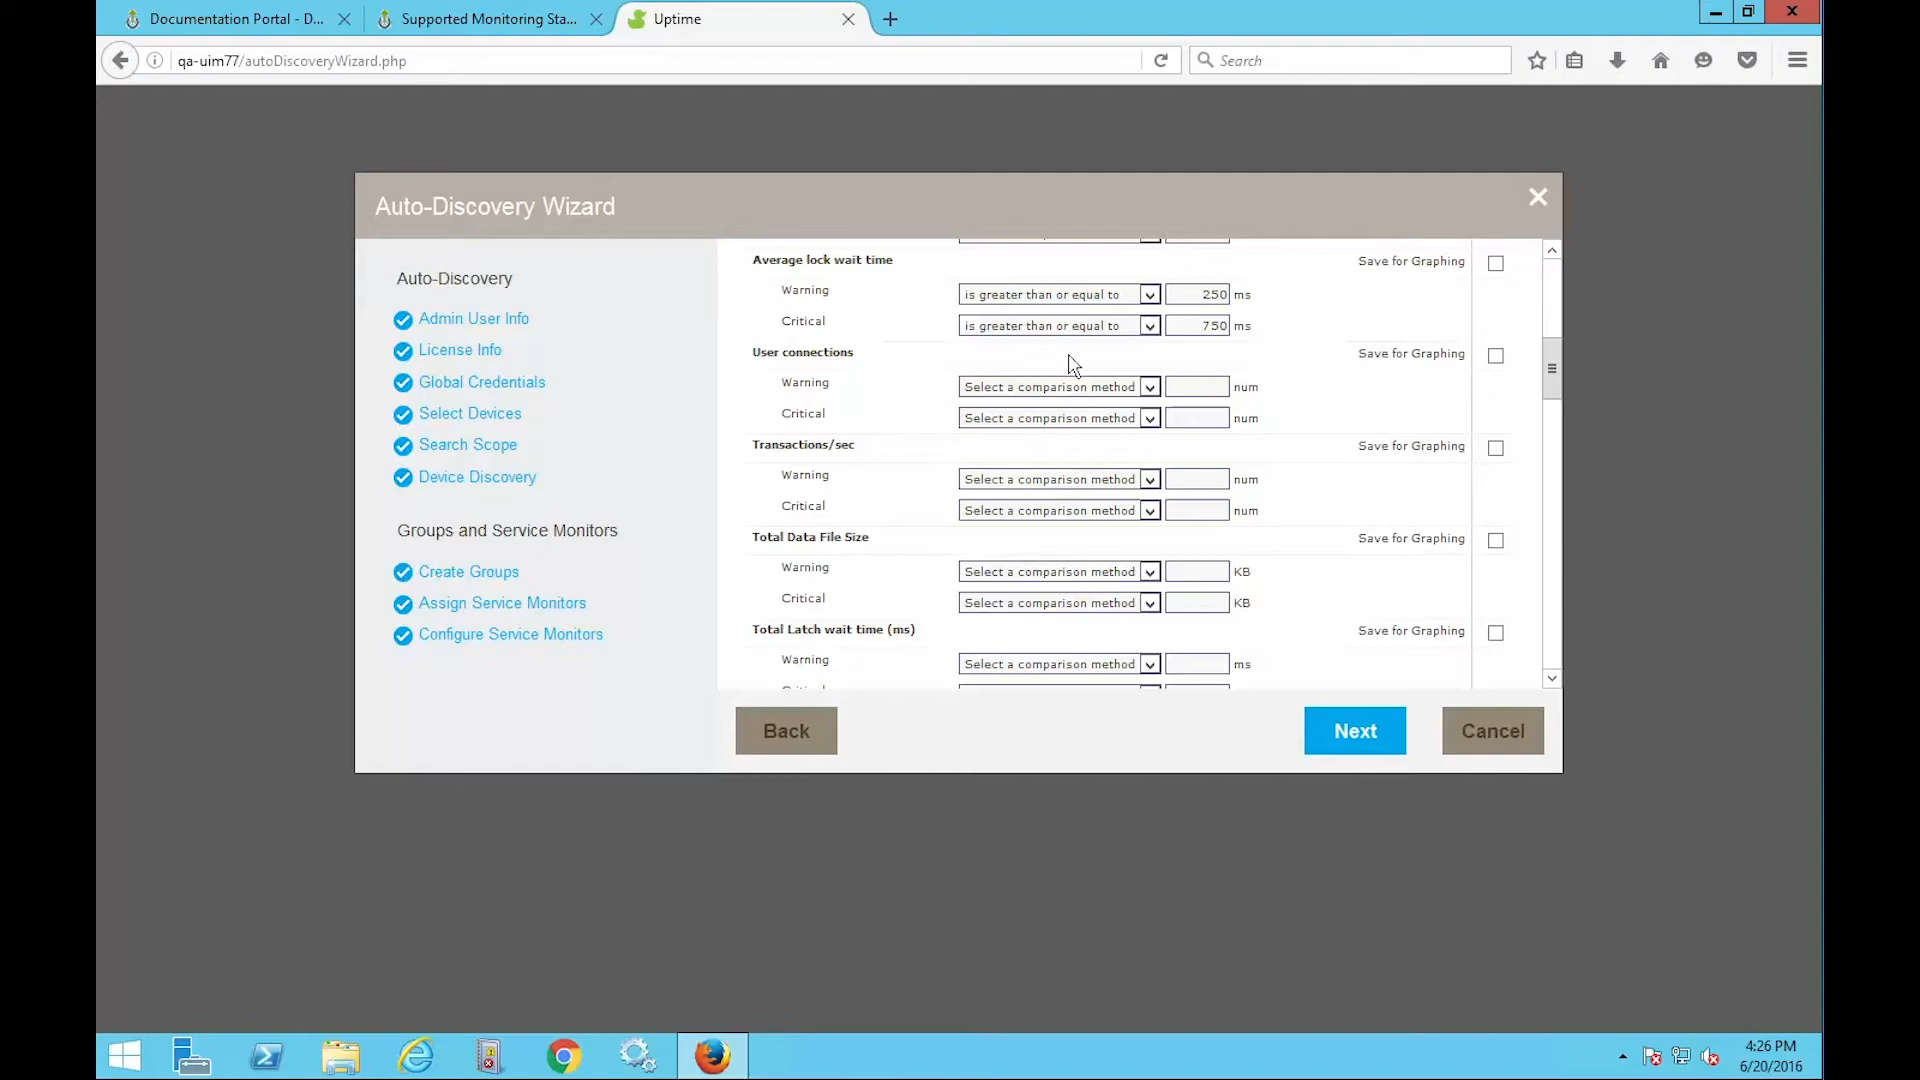 Documentation Portal - D...
Supported Monitoring Sta...
Uptime
qa-uim77/autoDiscoveryWizard.php
Search
Auto-Discovery Wizard
Auto-Discovery
Admin User Info
License Info
Global Credentials
Select Devices
Search Scope
Device Discovery
Groups and Service Monitors
Create Groups
Assign Service Monitors
Configure Service Monitors
Average lock wait time Save for Graphing
Warning is greater than or equal to 250 ms
Critical is greater than or equal to 750 ms
User connections Save for Graphing
Warning Select a comparison method num
Critical Select a comparison method num
Transactions/sec Save for Graphing
Warning Select a comparison method num
Critical Select a comparison method num
Total Data File Size Save for Graphing
Warning Select a comparison method KB
Critical Select a comparison method KB
Total Latch wait time (ms) Save for Graphing
Warning Select a comparison method ms
Back
Next
Cancel
4:26 PM
6/20/2016